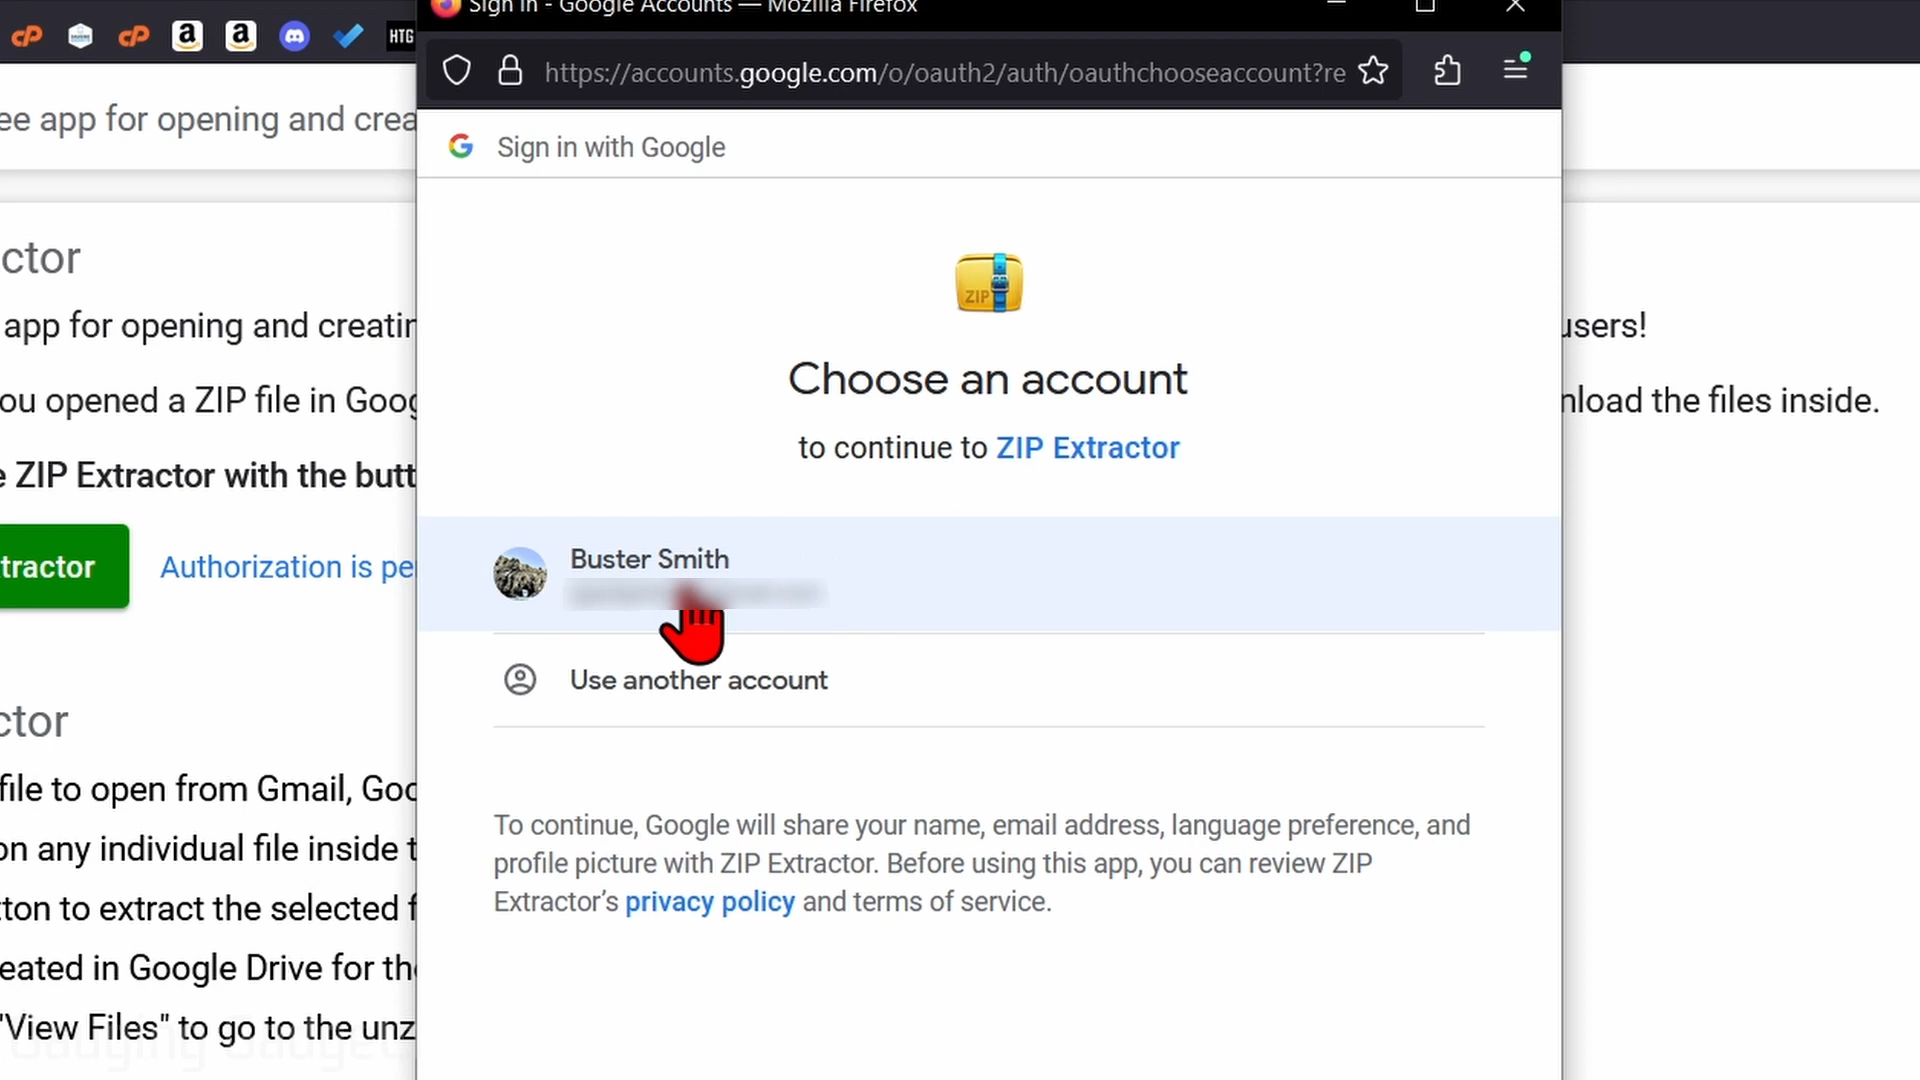 Sign in - Google Accounts — Mozilla Firefox
cP
cP
a
a
HTG
https://accounts.google.com/o/oauth2/auth/oauthchooseaccount?re
ee app for opening and crea
Sign in with Google
ctor
ZIP
app for opening and creatin
users!
Choose an account
ou opened a ZIP file in Goog
nload the files inside.
to continue to ZIP Extractor
e ZIP Extractor with the butt
Buster Smith
tractor
Authorization is pe
Use another account
ctor
file to open from Gmail, Goo
To continue, Google will share your name, email address, language preference, and
on any individual file inside t
profile picture with ZIP Extractor. Before using this app, you can review ZIP
Extractor's privacy policy and terms of service.
tton to extract the selected f
eated in Google Drive for the
"View Files" to go to the unz